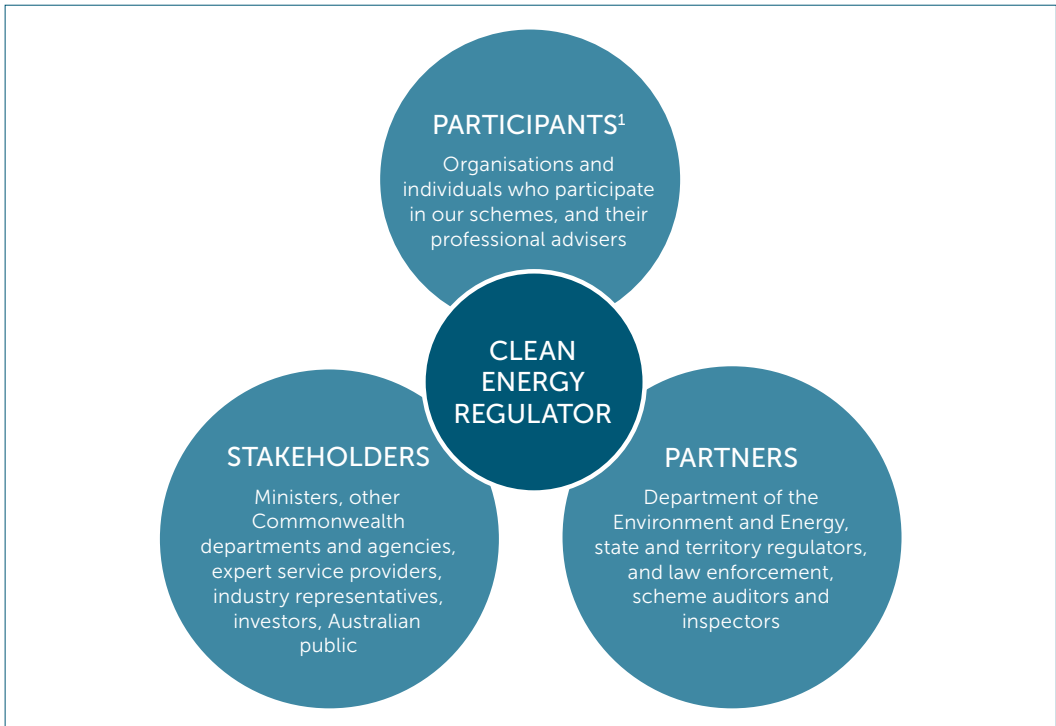 PARTICIPANTS¹
Organisations and
individuals who participate
in our schemes, and their
professional advisers
CLEAN
ENERGY
REGULATOR
STAKEHOLDERS
Ministers, other
Commonwealth
departments and agencies,
expert service providers,
industry representatives,
investors, Australian
public
PARTNERS
Department of the
Environment and Energy,
state and territory regulators,
and law enforcement,
scheme auditors and
inspectors